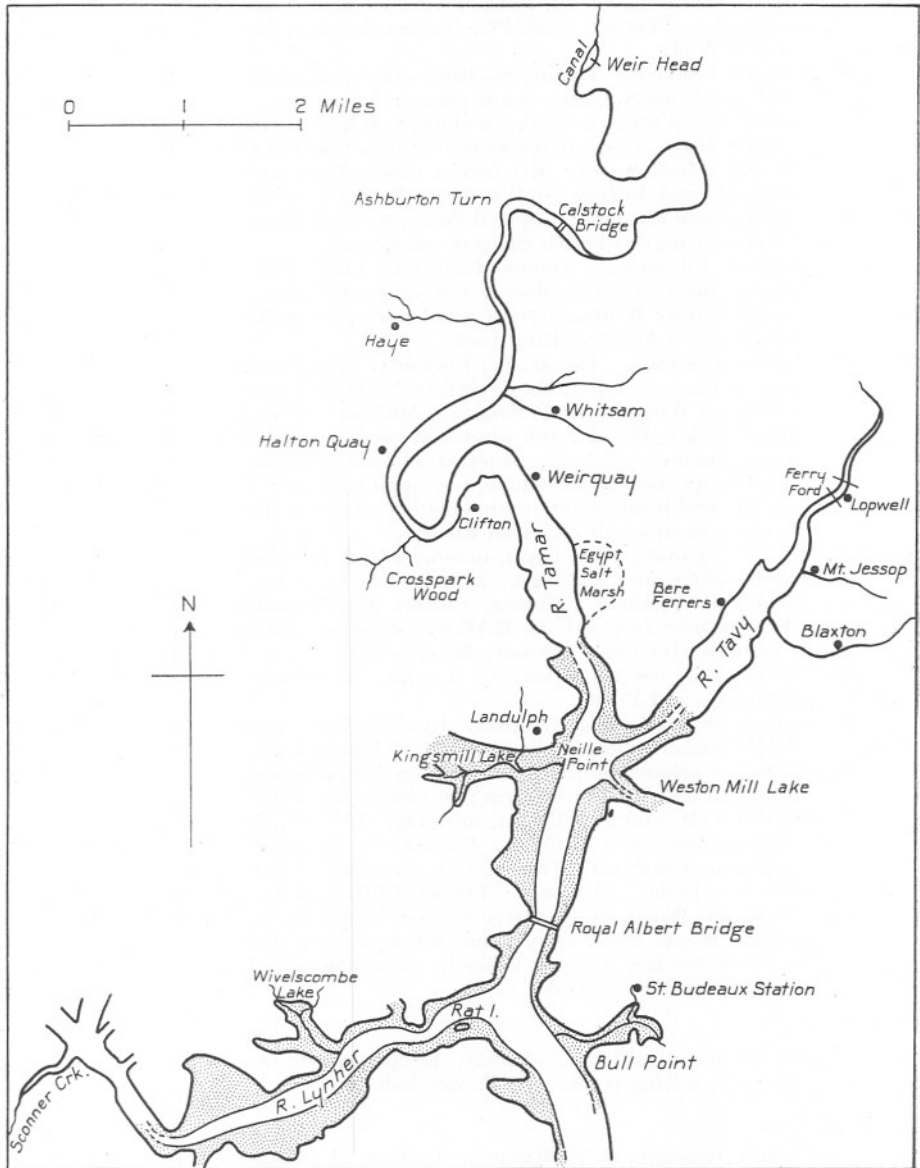 Canal
Weir Head
0 1 2 Miles
Ashburton Turn
Calstock
Bridge
Haye
Whitsam
Halton Quay
Weirquay
Ferry
Ford
Lopwell
Clifton
Egypt
Salt
Marsh
R. Tamar
Crosspark
Wood
Mt. Jessop
Bere
Ferrers
R. Tavy
Blaxton
N
Landulph
Kingsmill Lake
Neille
Point
Weston Mill Lake
Royal Albert Bridge
Wivelscombe
Lake
St. Budeaux Station
Rat I.
Bull Point
R. Lynher
Sconner Crk.